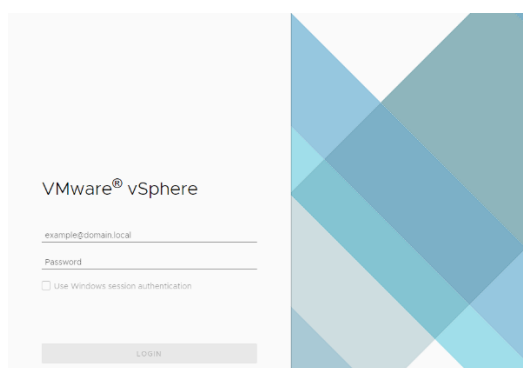 VMware® vSphere
example@domain.local
Password
Use Windows session authentication
LOGIN